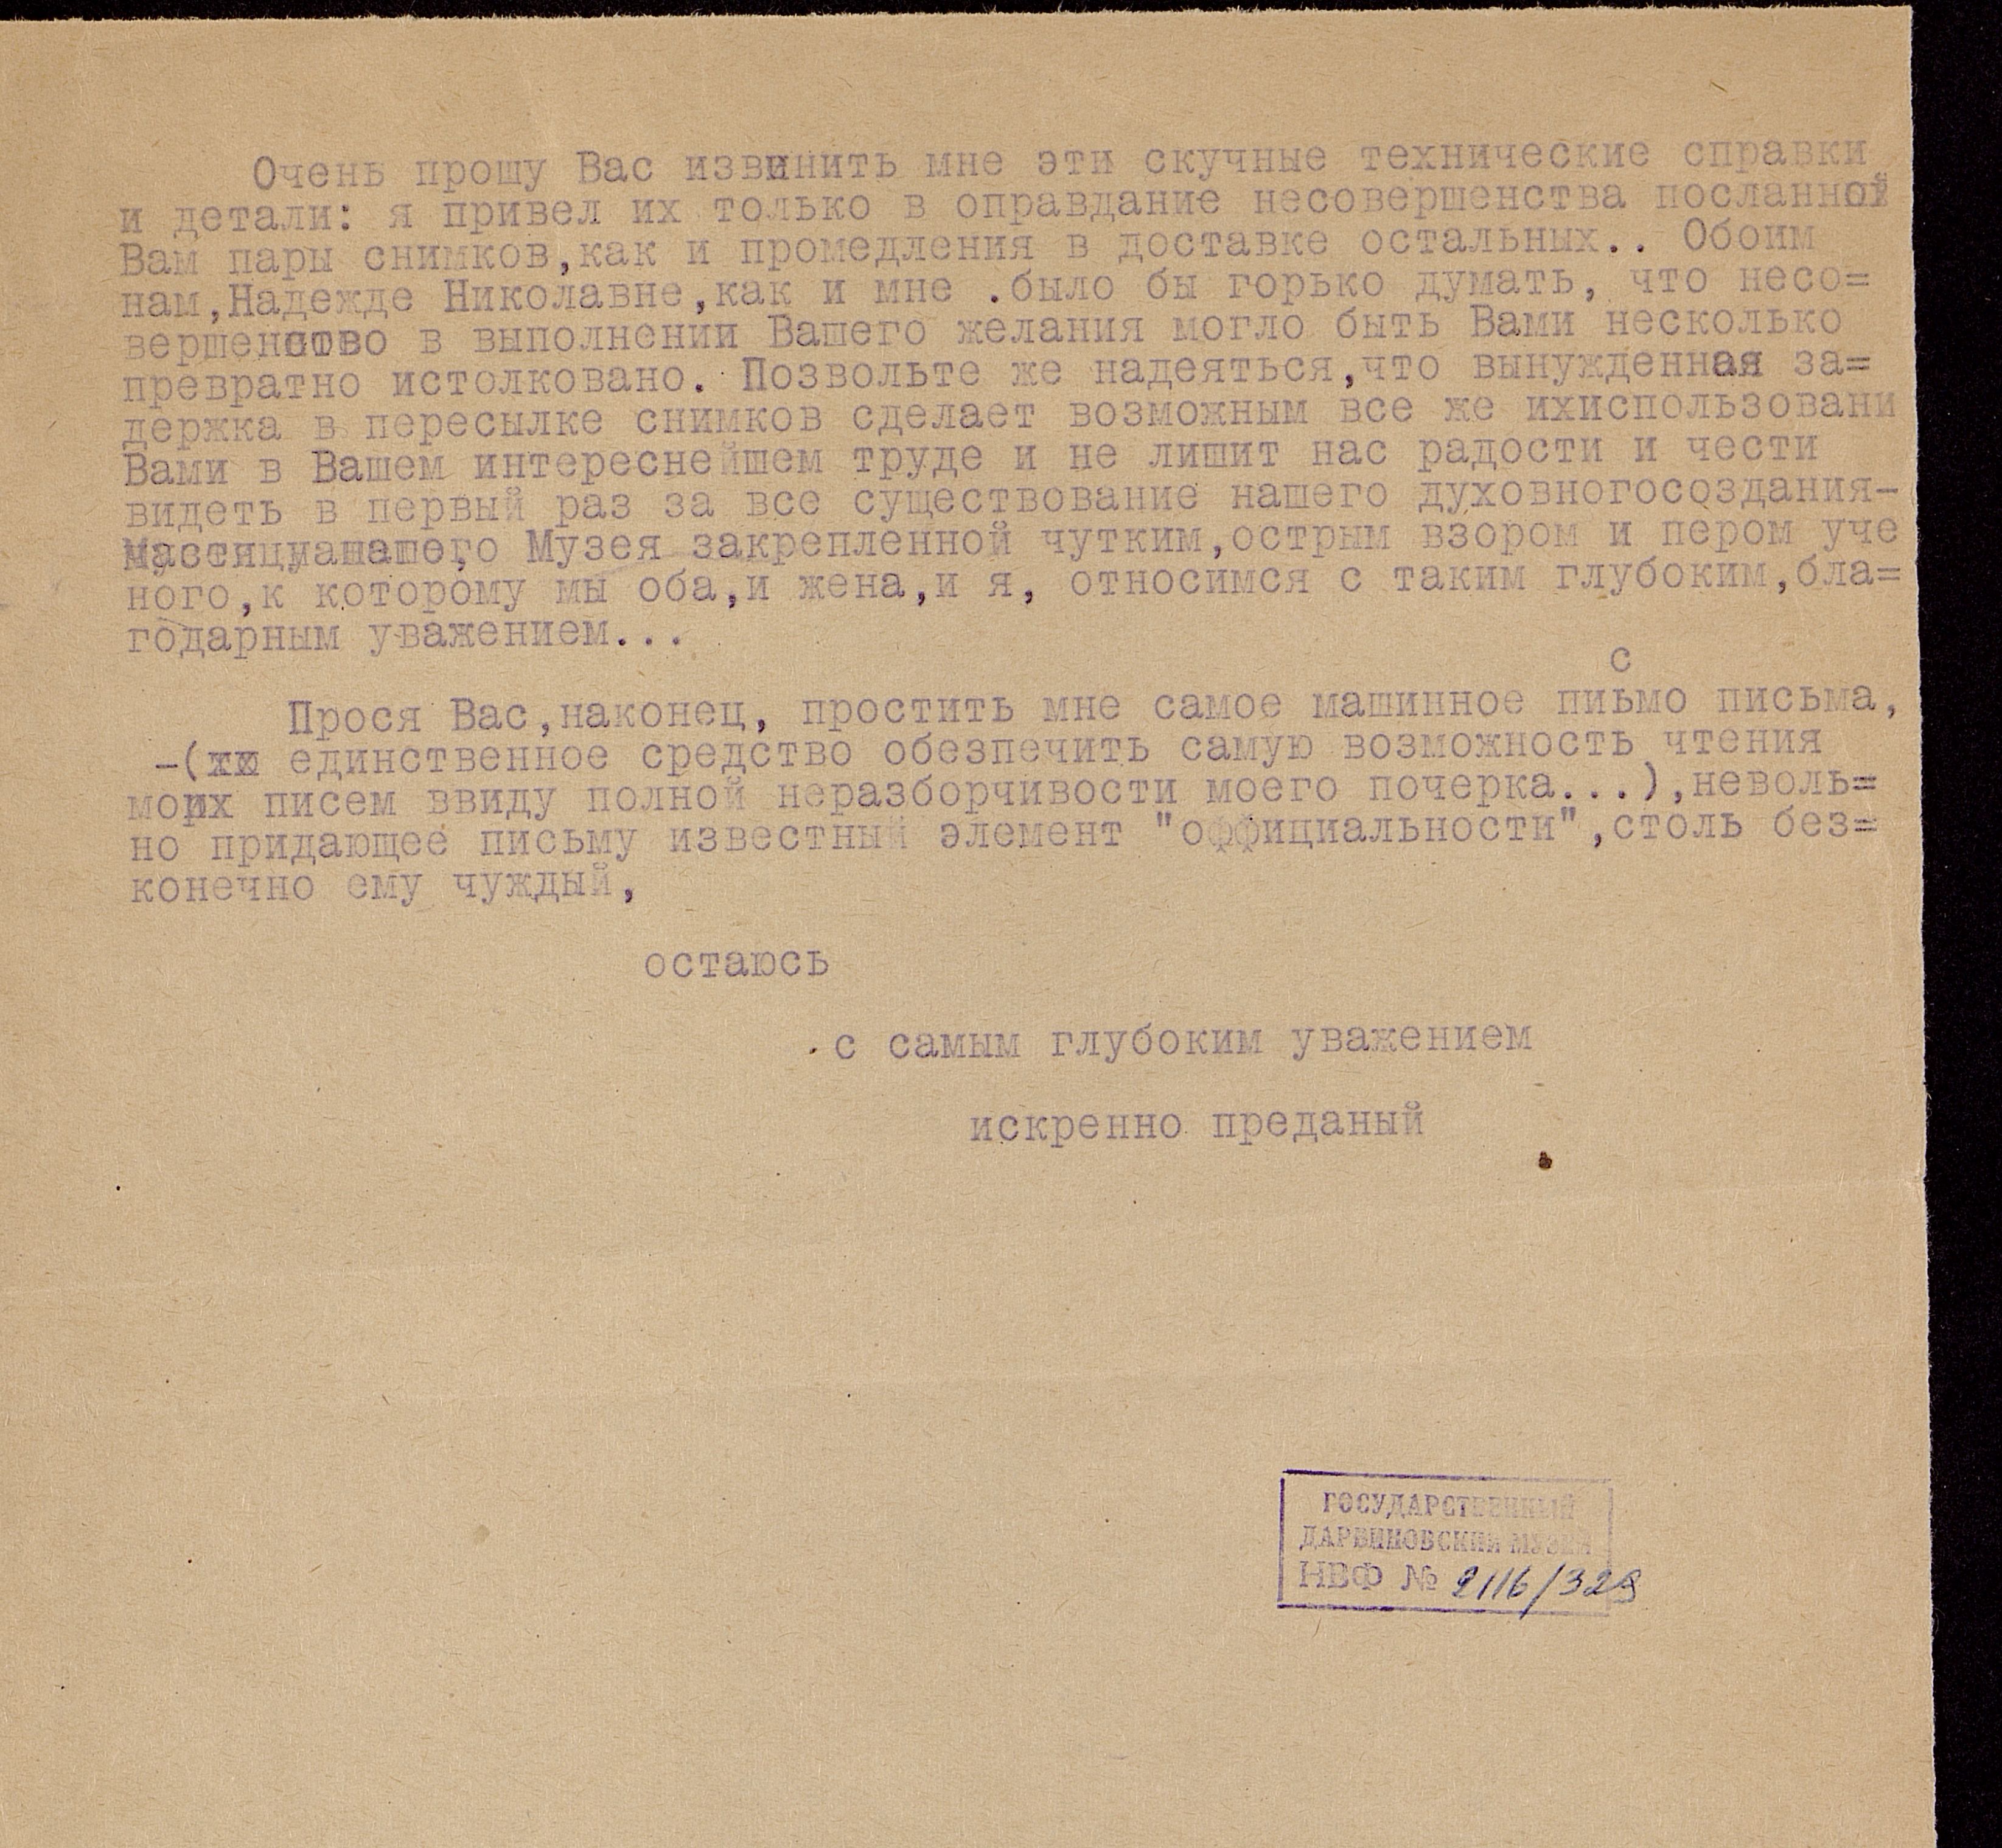 Очень прошу Вас извинить мне эти скучные технические справки
и детали: я привел их только в оправдание несовершенства посланной
Вам пары снимков,как и промедления в доставке остальных.. Обоим
нам,Надежде Николавне,как и мне .было бы горько думать, что несо=
вершенство в выполнении Вашего желания могло быть Вами несколько
превратно истолковано. Позвольте же надеяться,что вынужденная за=
держка в пересылке снимков сделает возможным все же ихиспользовани
Вами в Вашем интереснейшем труде и не лишит нас радости и чести
видеть в первый раз за все существование нашего духовногосоздания-
Музея закрепленной чутким,острым взором и пером уче
ного,к которому мы оба,и жена,и я, относимся с таким глубоким,бла=
годарным уважением...
с
Прося Вас,наконец, простить мне самое машинное пиьмо письма,
-( единственное средство обезпечить самую возможность чтения
моих писем ввиду полной неразборчивости моего почерка...),неволь=
но придающее письму известный элемент "оффициальности",столь без=
конечно ему чуждый,
остаюсь
с самым глубоким уважением
искренно преданый
ГОСУДАРСТВЕННЫЙ
ДАРВИНОВСКИЙ МУЗЕЙ
НВФ № 2116/329